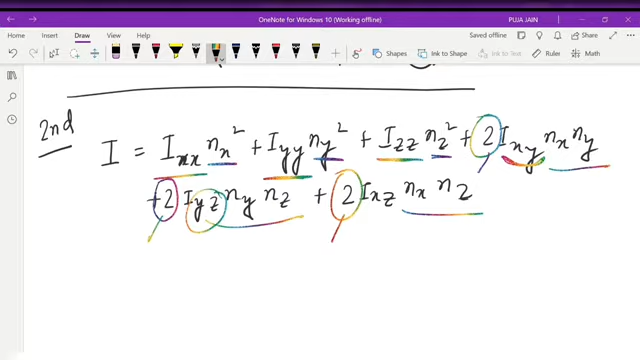 OneNote for Windows 10 (Working offline)
PUJA JAIN
Home Insert Draw View Help
Saved offline
Shapes Ink to Shape Ink to Text Math
2nd
I = Ixx nx² + Iyy ny² + Izz nz² + 2 Ixy nx ny
+ 2 Iyz ny nz + 2 Ixz nx nz